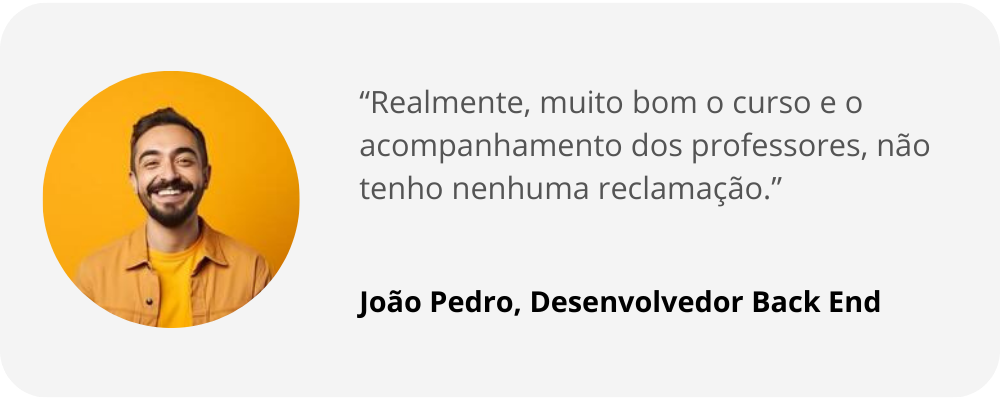 “Realmente, muito bom o curso e o
acompanhamento dos professores, não
tenho nenhuma reclamação.”
João Pedro, Desenvolvedor Back End